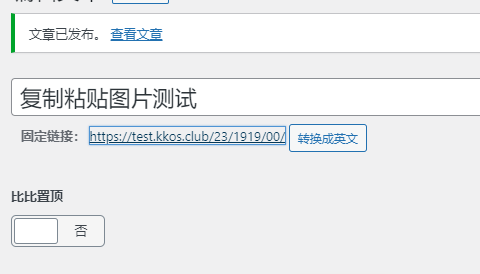 文章已发布。 查看文章
复制粘贴图片测试
固定链接： https://test.kkos.club/23/1919/00/ 转换成英文
比比置顶
否